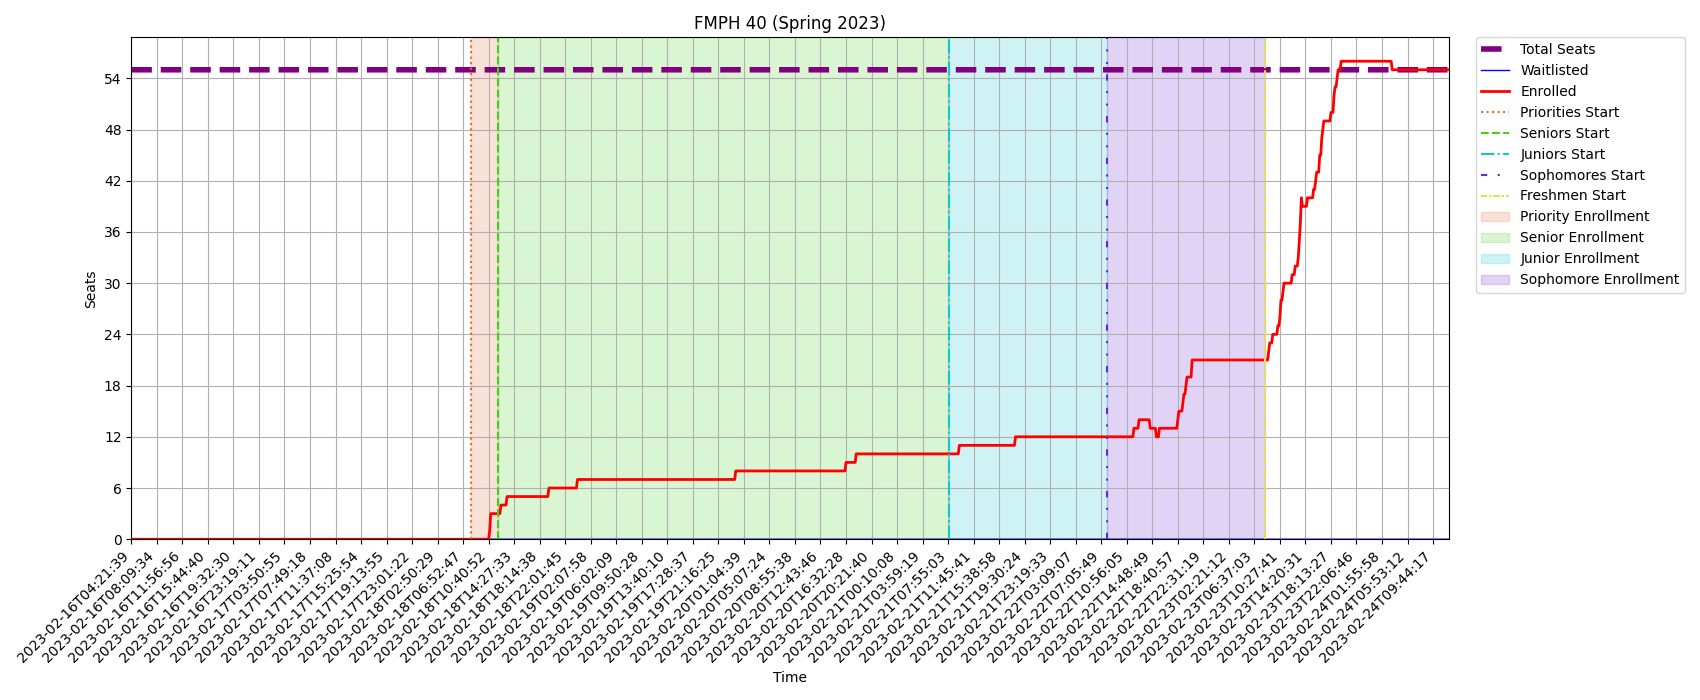 FMPH 40 (Spring 2023)
Total Seats
Waitlisted
Enrolled
Priorities Start
Seniors Start
Juniors Start
Sophomores Start
Freshmen Start
Priority Enrollment
Senior Enrollment
Junior Enrollment
Sophomore Enrollment
Seats
54
48
42
36
30
24
18
12
6
0
2023-02-16T04:21:39
2023-02-16T08:09:34
2023-02-16T11:56:56
2023-02-16T15:44:40
2023-02-16T19:32:30
2023-02-16T23:19:11
2023-02-17T03:50:55
2023-02-17T07:49:18
2023-02-17T11:37:08
2023-02-17T15:25:54
2023-02-17T19:13:55
2023-02-17T23:01:22
2023-02-18T02:50:29
2023-02-18T06:52:47
2023-02-18T10:40:52
2023-02-18T14:27:33
2023-02-18T18:14:38
2023-02-18T22:01:45
2023-02-19T02:07:58
2023-02-19T06:02:09
2023-02-19T09:50:28
2023-02-19T13:40:10
2023-02-19T17:28:37
2023-02-19T21:16:25
2023-02-20T01:04:39
2023-02-20T05:07:24
2023-02-20T08:55:38
2023-02-20T12:43:46
2023-02-20T16:32:28
2023-02-20T20:21:40
2023-02-21T00:10:08
2023-02-21T03:59:19
2023-02-21T07:55:03
2023-02-21T11:45:41
2023-02-21T15:38:58
2023-02-21T19:30:24
2023-02-21T23:19:33
2023-02-22T03:09:07
2023-02-22T07:05:49
2023-02-22T10:56:05
2023-02-22T14:48:49
2023-02-22T18:40:57
2023-02-22T22:31:19
2023-02-23T02:21:12
2023-02-23T06:37:03
2023-02-23T10:27:41
2023-02-23T14:20:31
2023-02-23T18:13:27
2023-02-23T22:06:46
2023-02-24T01:55:58
2023-02-24T05:53:12
2023-02-24T09:44:17
Time